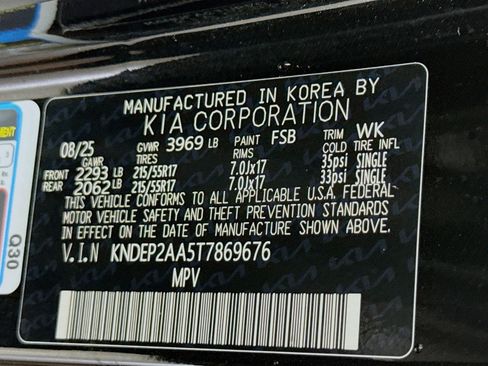 MANUFACTURED IN KOREA BY
KIA CORPORATION
08/25 GVWR 3969 LB PAINT FSB TRIM WK
GAWR TIRES RIMS COLD TIRE INFL
FRONT 2293 LB 215/55R17 7.0Jx17 35psi SINGLE
REAR 2062 LB 215/55R17 7.0Jx17 33psi SINGLE
THIS VEHICLE CONFORMS TO ALL APPLICABLE U.S.A. FEDERAL
MOTOR VEHICLE SAFETY AND THEFT PREVENTION STANDARDS
IN EFFECT ON THE DATE OF MANUFACTURE SHOWN ABOVE.
V.I.N KNDEP2AA5T7869676
MPV
Q30